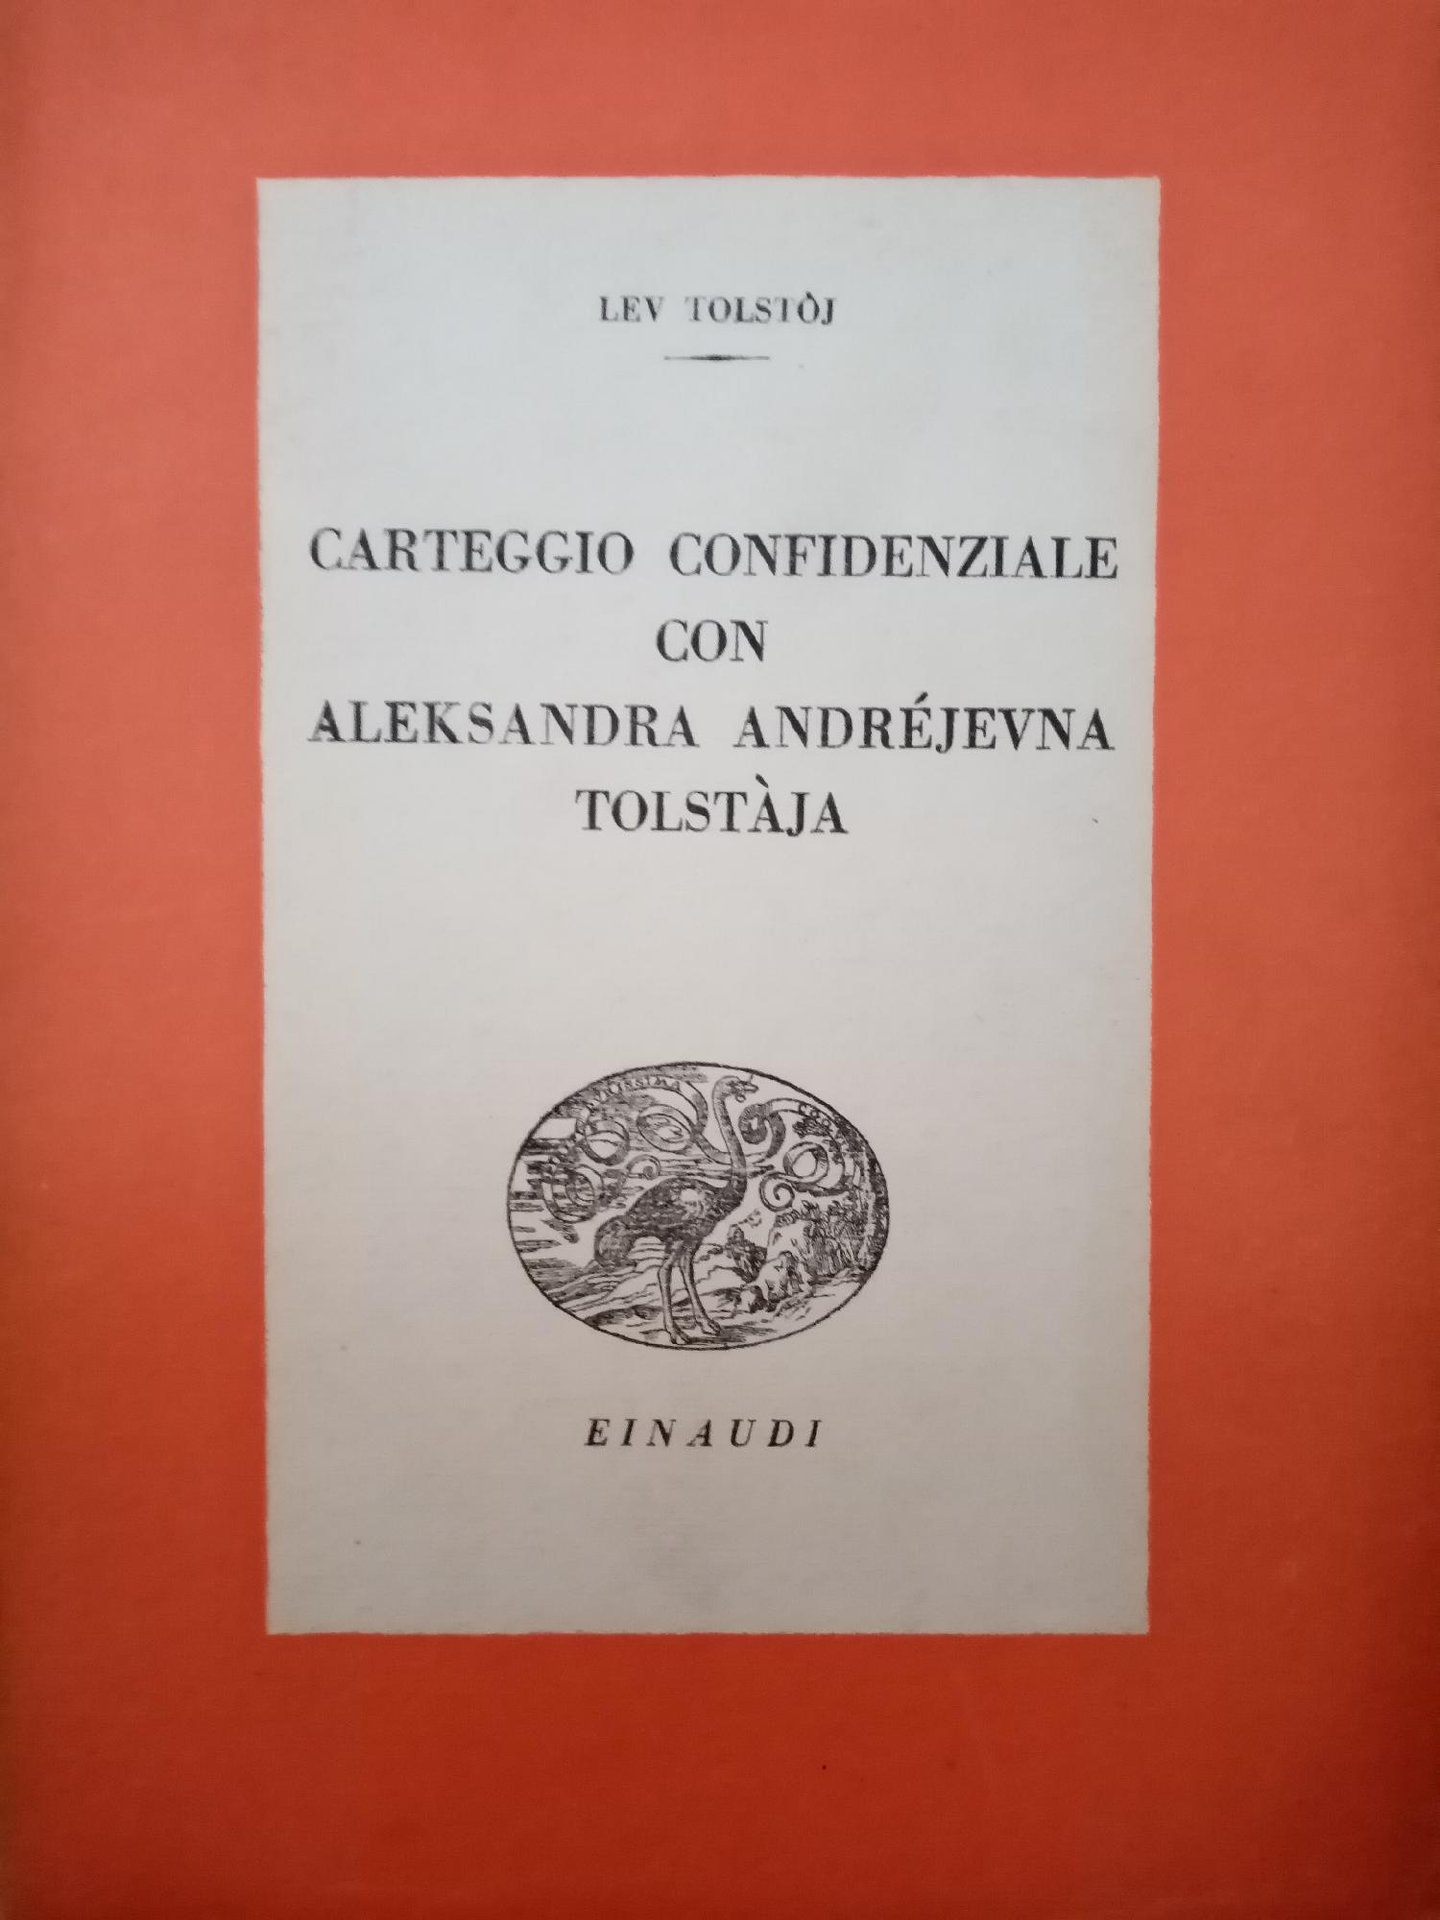 LEV TOLSTÒJ
CARTEGGIO CONFIDENZIALE
CON
ALEKSANDRA ANDRÉJEVNA
TOLSTÀJA
EINAUDI